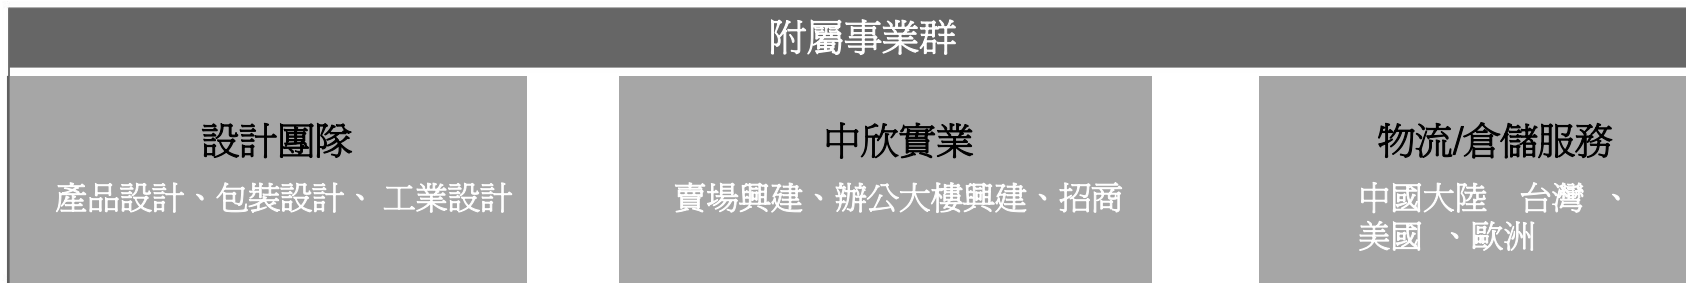 附屬事業群
設計團隊
產品設計、包裝設計、 工業設計
中欣實業
賣場興建、辦公大樓興建、招商
物流/倉儲服務
中國大陸　台灣 、
美國 、歐洲